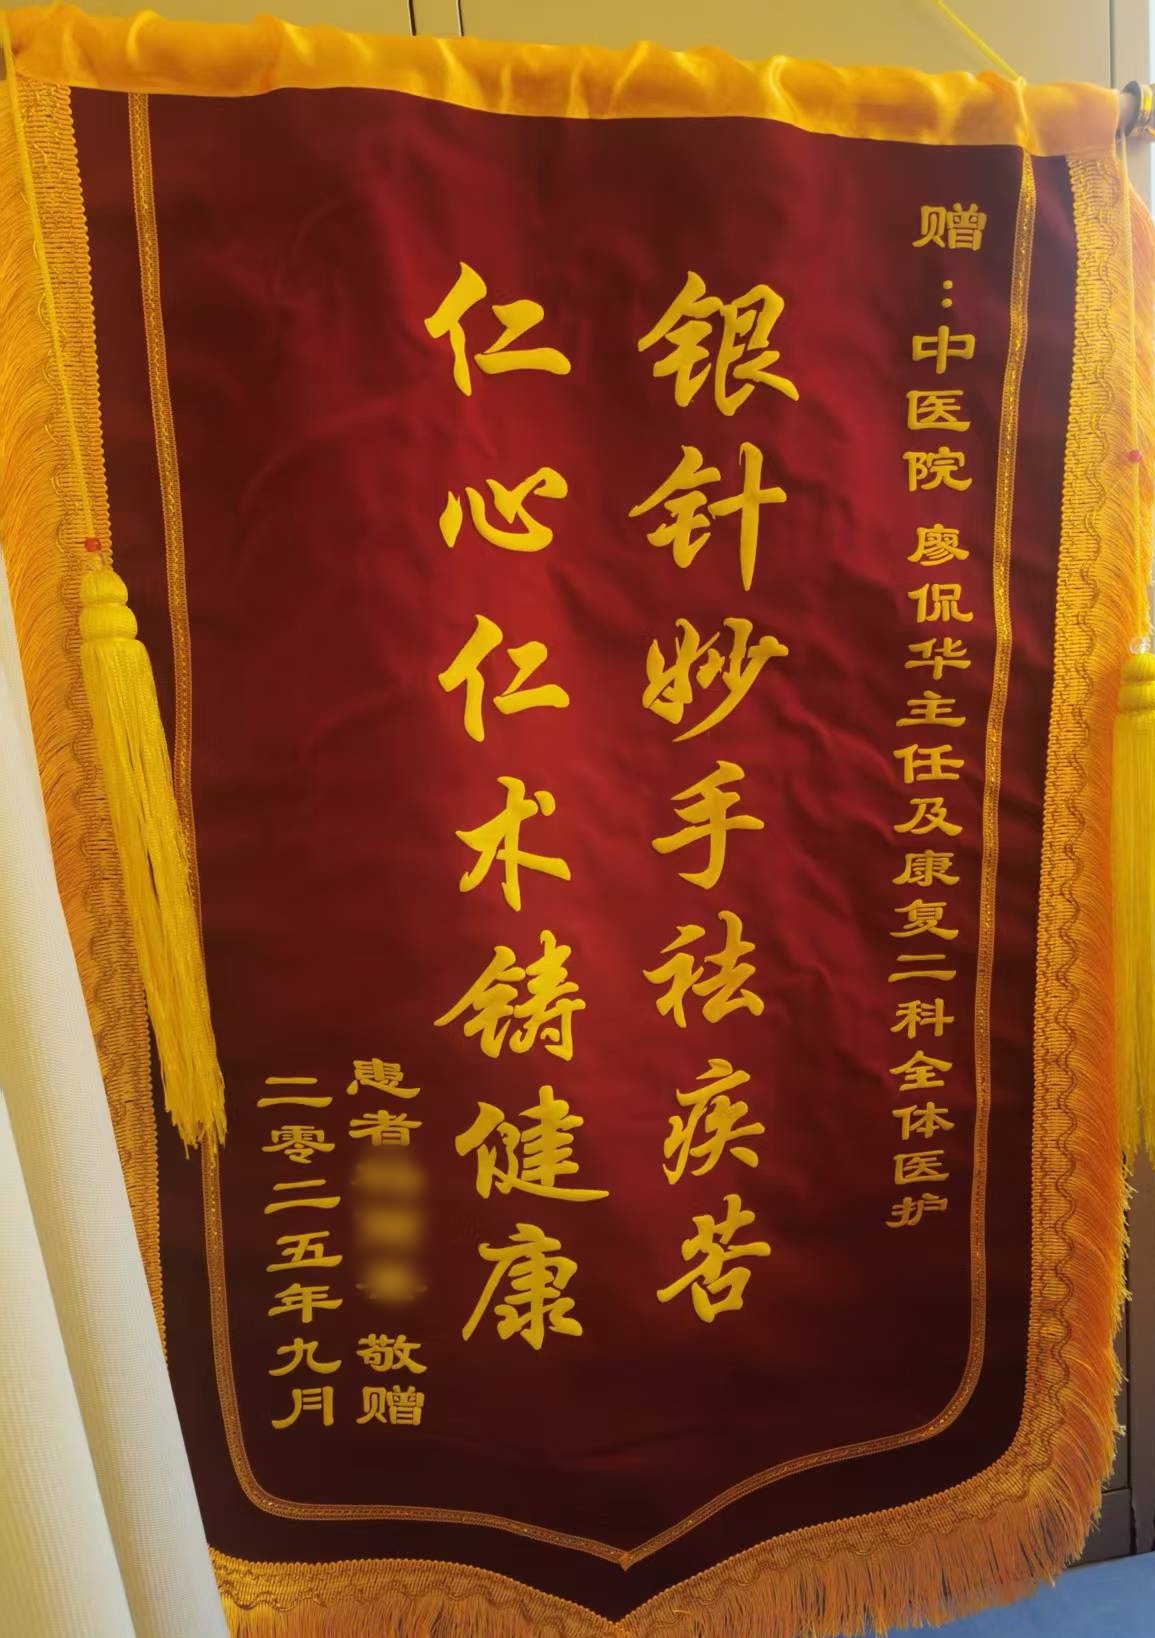 赠：中医院 廖侃华主任及康复二科全体医护
银针妙手祛疾苦
仁心仁术铸健康
患者 敬赠
二零二五年九月